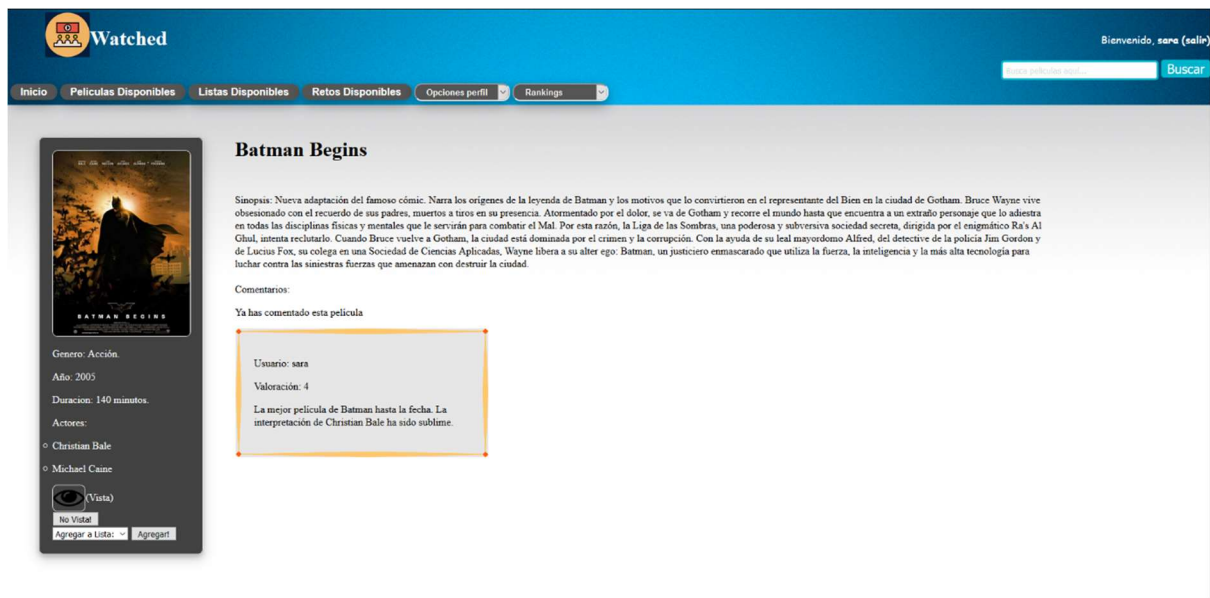 Watched
Bienvenido, sara (salir)
Busca peliculas aqui...
Buscar
Inicio
Peliculas Disponibles
Listas Disponibles
Retos Disponibles
Opciones perfil
Rankings
Batman Begins
Sinopsis: Nueva adaptación del famoso cómic. Narra los orígenes de la leyenda de Batman y los motivos que lo convirtieron en el representante del Bien en la ciudad de Gotham. Bruce Wayne vive
obsesionado con el recuerdo de sus padres, muertos a tiros en su presencia. Atormentado por el dolor, se va de Gotham y recorre el mundo hasta que encuentra a un extraño personaje que lo adiestra
en todas las disciplinas físicas y mentales que le servirán para combatir el Mal. Por esta razón, la Liga de las Sombras, una poderosa y subversiva sociedad secreta, dirigida por el enigmático Ra's Al
Ghul, intenta reclutarlo. Cuando Bruce vuelve a Gotham, la ciudad está dominada por el crimen y la corrupción. Con la ayuda de su leal mayordomo Alfred, del detective de la policía Jim Gordon y
de Lucius Fox, su colega en una Sociedad de Ciencias Aplicadas, Wayne libera a su alter ego: Batman, un justiciero enmascarado que utiliza la fuerza, la inteligencia y la más alta tecnología para
luchar contra las siniestras fuerzas que amenazan con destruir la ciudad.
Comentarios:
Ya has comentado esta película
Usuario: sara
Valoración: 4
La mejor película de Batman hasta la fecha. La
interpretación de Christian Bale ha sido sublime.
BATMAN BEGINS
Genero: Acción.
Año: 2005
Duracion: 140 minutos.
Actores:
Christian Bale
Michael Caine
(Vista)
No Vista!
Agregar a Lista:
Agregar!